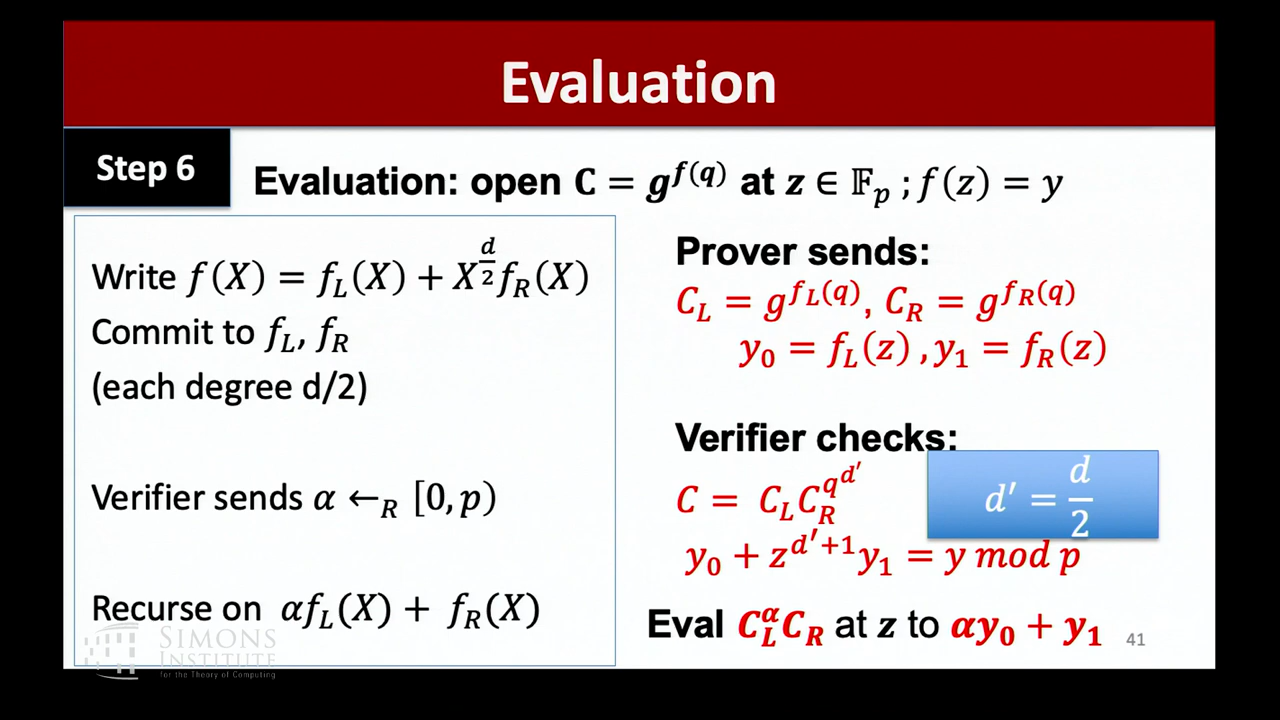 Evaluation
Step 6
Evaluation: open C = g^{f(q)} at z ∈ 𝔽_p ; f(z) = y
Write f(X) = f_L(X) + X^{d/2} f_R(X)
Commit to f_L, f_R
(each degree d/2)
Verifier sends α ←_R [0, p)
Recurse on αf_L(X) + f_R(X)
Prover sends:
C_L = g^{f_L(q)}, C_R = g^{f_R(q)}
y_0 = f_L(z) , y_1 = f_R(z)
Verifier checks:
C = C_L C_R^{q^{d'}}
d' = d/2
y_0 + z^{d'+1} y_1 = y mod p
Eval C_L^α C_R at z to αy_0 + y_1
41
SIMONS
INSTITUTE
for the Theory of Computing